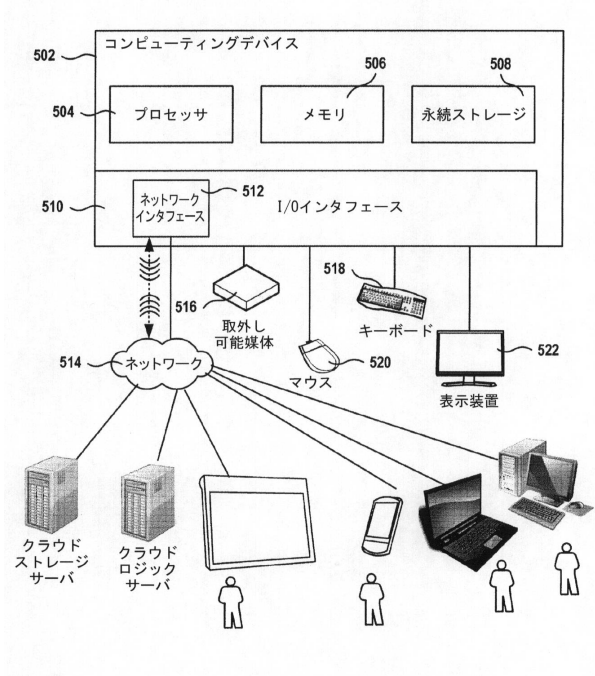 コンピューティングデバイス
502
506
508
504
プロセッサ
メモリ
永続ストレージ
512
510
ネットワーク
インタフェース
I/Oインタフェース
518
516
取外し
可能媒体
キーボード
514
ネットワーク
520
マウス
522
表示装置
クラウド
ストレージ
サーバ
クラウド
ロジック
サーバ